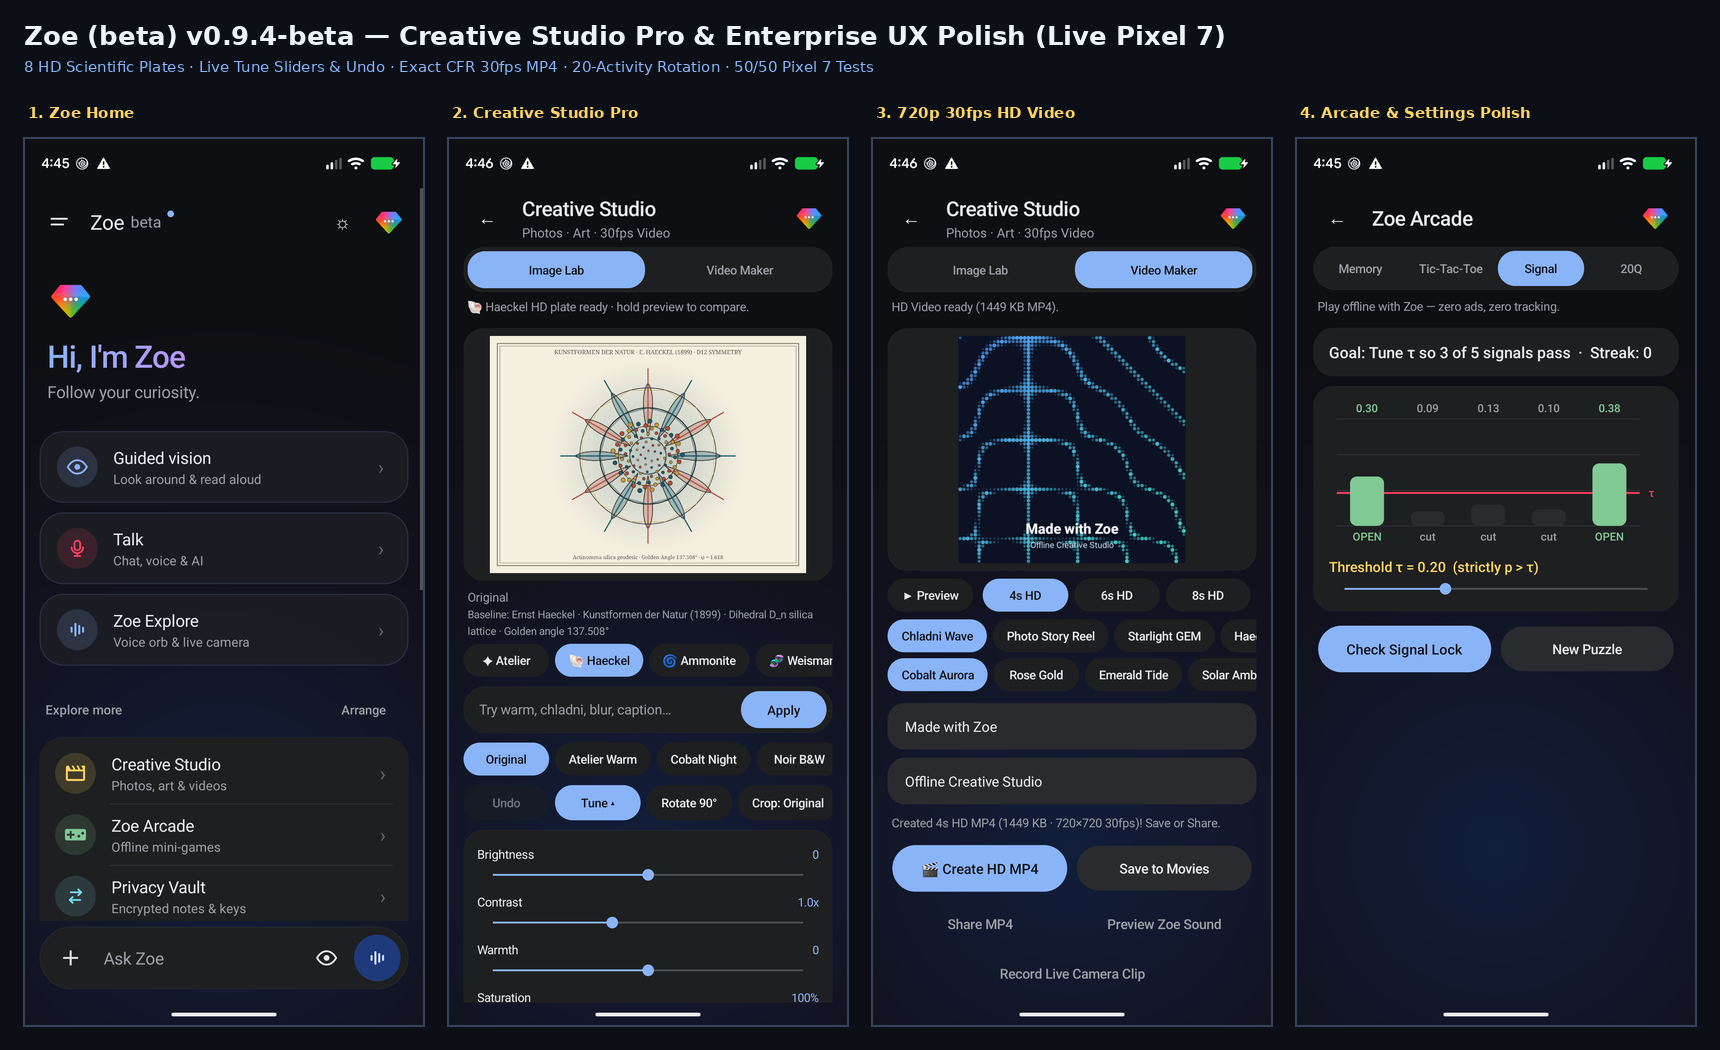 Zoe (beta) v0.9.4-beta — Creative Studio Pro & Enterprise UX Polish (Live Pixel 7)
8 HD Scientific Plates · Live Tune Sliders & Undo · Exact CFR 30fps MP4 · 20-Activity Rotation · 50/50 Pixel 7 Tests
1. Zoe Home
4:45
Zoe beta
Hi, I'm Zoe
Follow your curiosity.
Guided vision
Look around & read aloud
Talk
Chat, voice & AI
Zoe Explore
Voice orb & live camera
Explore more Arrange
Creative Studio
Photos, art & videos
Zoe Arcade
Offline mini-games
Privacy Vault
Encrypted notes & keys
Ask Zoe
2. Creative Studio Pro
4:46
Creative Studio
Photos · Art · 30fps Video
Image Lab Video Maker
🐚 Haeckel HD plate ready · hold preview to compare.
KUNSTFORMEN DER NATUR · E. HAECKEL (1899) · D12 SYMMETRY
Actinomma silica geodesis · Golden Angle 137.508° · φ = 1.618
Original
Baseline: Ernst Haeckel · Kunstformen der Natur (1899) · Dihedral D_n silica
lattice · Golden angle 137.508°
✦ Atelier 🐚 Haeckel 🌀 Ammonite 🧬 Weismar
Try warm, chladni, blur, caption... Apply
Original Atelier Warm Cobalt Night Noir B&W
Undo Tune Rotate 90° Crop: Original
Brightness 0
Contrast 1.0x
Warmth 0
Saturation 100%
3. 720p 30fps HD Video
4:46
Creative Studio
Photos · Art · 30fps Video
Image Lab Video Maker
HD Video ready (1449 KB MP4).
Made with Zoe
Offline Creative Studio
► Preview 4s HD 6s HD 8s HD
Chladni Wave Photo Story Reel Starlight GEM Hae
Cobalt Aurora Rose Gold Emerald Tide Solar Amb
Made with Zoe
Offline Creative Studio
Created 4s HD MP4 (1449 KB · 720×720 30fps)! Save or Share.
🎬 Create HD MP4 Save to Movies
Share MP4 Preview Zoe Sound
Record Live Camera Clip
4. Arcade & Settings Polish
4:45
Zoe Arcade
Memory Tic-Tac-Toe Signal 20Q
Play offline with Zoe — zero ads, zero tracking.
Goal: Tune τ so 3 of 5 signals pass · Streak: 0
0.30 0.09 0.13 0.10 0.38
τ
OPEN cut cut cut OPEN
Threshold τ = 0.20 (strictly p > τ)
Check Signal Lock New Puzzle